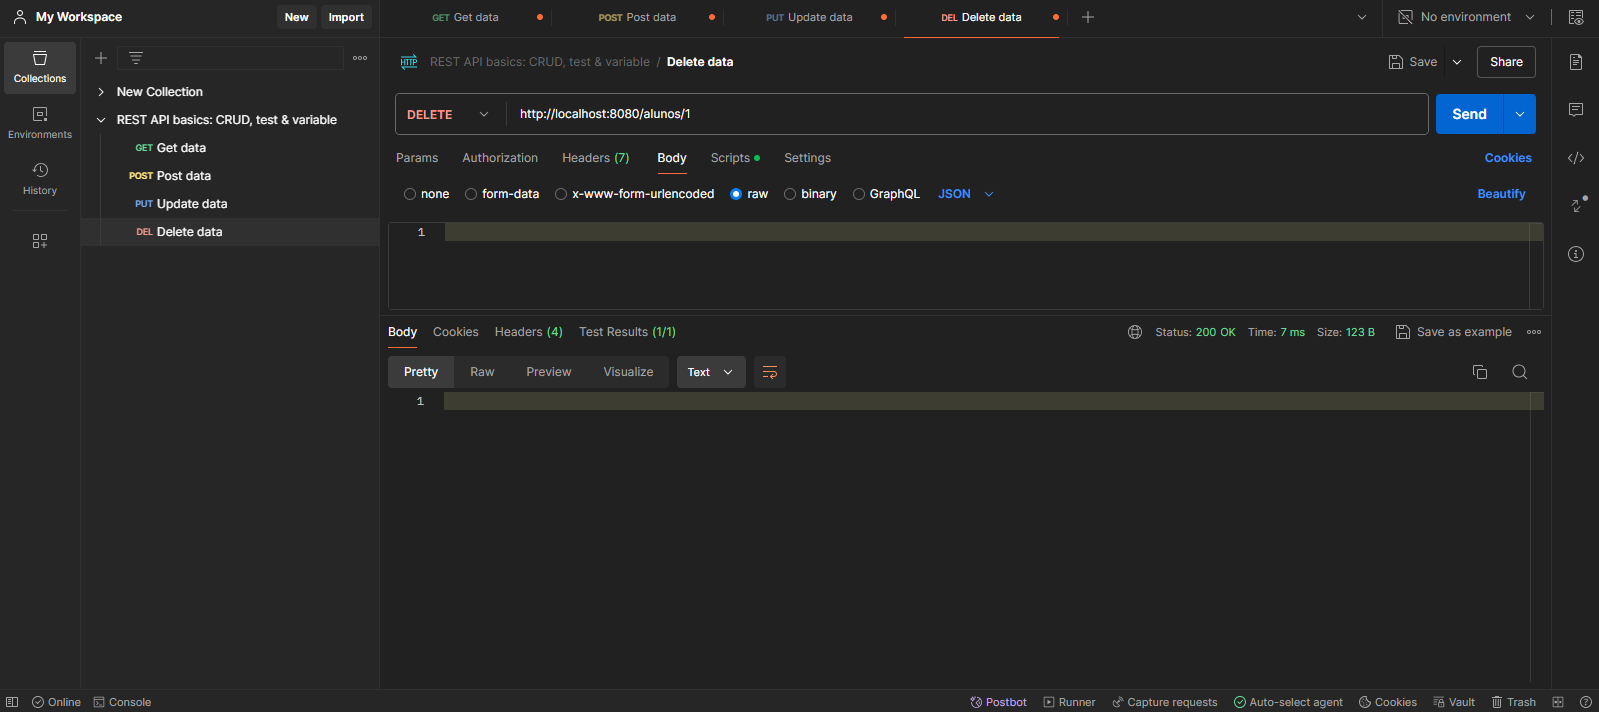 My Workspace
New
Import
GET Get data
POST Post data
PUT Update data
DEL Delete data
No environment
Collections
Environments
History
New Collection
REST API basics: CRUD, test & variable
GET Get data
POST Post data
PUT Update data
DEL Delete data
HTTP REST API basics: CRUD, test & variable / Delete data
Save
Share
DELETE
http://localhost:8080/alunos/1
Send
Params
Authorization
Headers (7)
Body
Scripts
Settings
Cookies
none
form-data
x-www-form-urlencoded
raw
binary
GraphQL
JSON
Beautify
1
Body
Cookies
Headers (4)
Test Results (1/1)
Status: 200 OK
Time: 7 ms
Size: 123 B
Save as example
Pretty
Raw
Preview
Visualize
Text
1
Online
Console
Postbot
Runner
Capture requests
Auto-select agent
Cookies
Vault
Trash